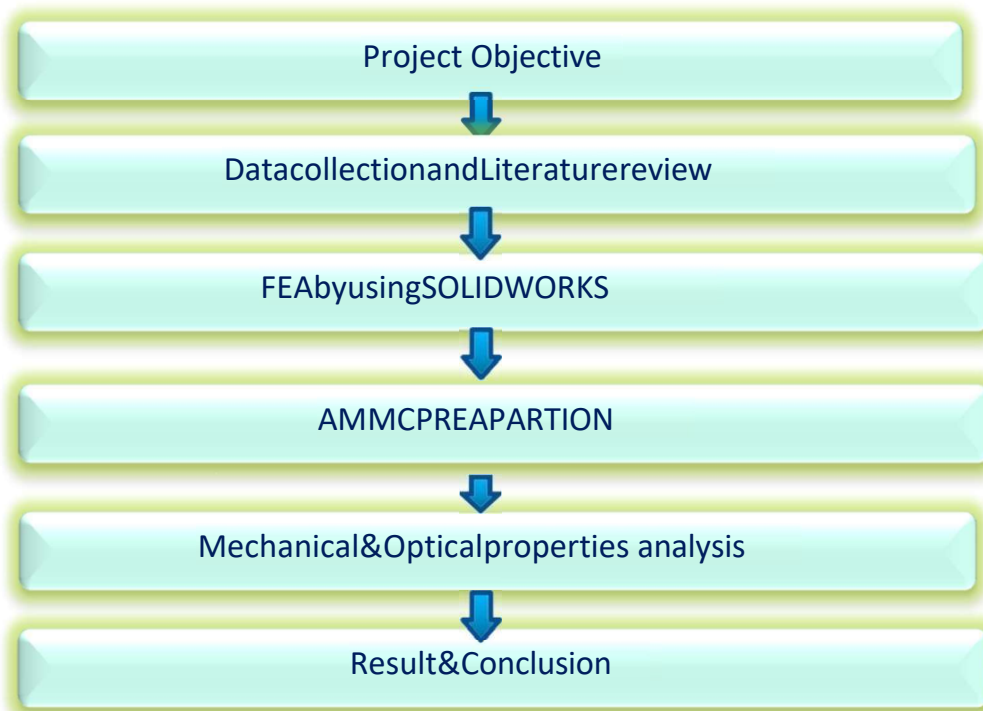 Project Objective
DatacollectionandLiteraturereview
FEAbyusingSOLIDWORKS
AMMCPREAPARTION
Mechanical&Opticalproperties analysis
Result&Conclusion